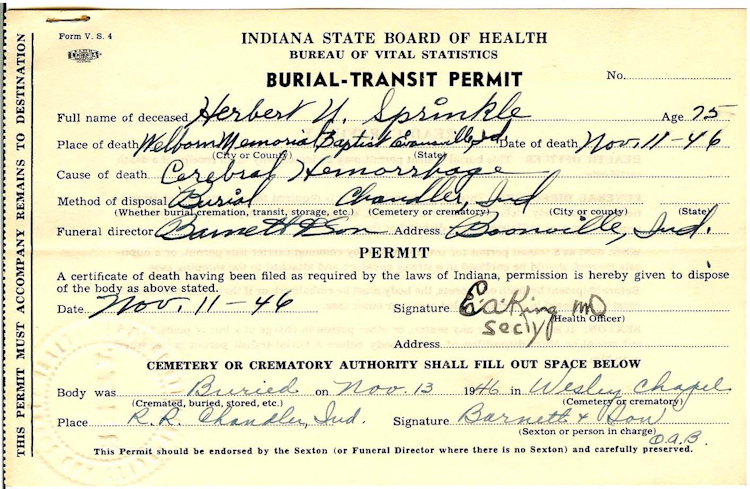 Form V. S. 4
INDIANA STATE BOARD OF HEALTH
BUREAU OF VITAL STATISTICS
BURIAL-TRANSIT PERMIT
No.
Full name of deceased Herbert U. Sprinkle Age 75
Place of death Welborn Memorial Baptist Evansville, Ind. Date of death Nov. 11-46
(City or County) (State)
Cause of death Cerebral Hemorrhage
Method of disposal Burial Chandler, Ind
(Whether burial, cremation, transit, storage, etc.) (Cemetery or crematory) (City or county) (State)
Funeral director Barnett & Son Address Boonville, Ind.
PERMIT
A certificate of death having been filed as required by the laws of Indiana, permission is hereby given to dispose
of the body as above stated.
Date Nov. 11-46 Signature E. a. King MD
secly (Health Officer)
Address
CEMETERY OR CREMATORY AUTHORITY SHALL FILL OUT SPACE BELOW
Body was Buried on Nov 13 1946 in Wesley Chapel
(Cremated, buried, stored, etc.) (Cemetery or crematory)
Place R.R. Chandler, Ind. Signature Barnett & Son
(Sexton or person in charge) O.A.B.
This Permit should be endorsed by the Sexton (or Funeral Director where there is no Sexton) and carefully preserved.
THIS PERMIT MUST ACCOMPANY REMAINS TO DESTINATION